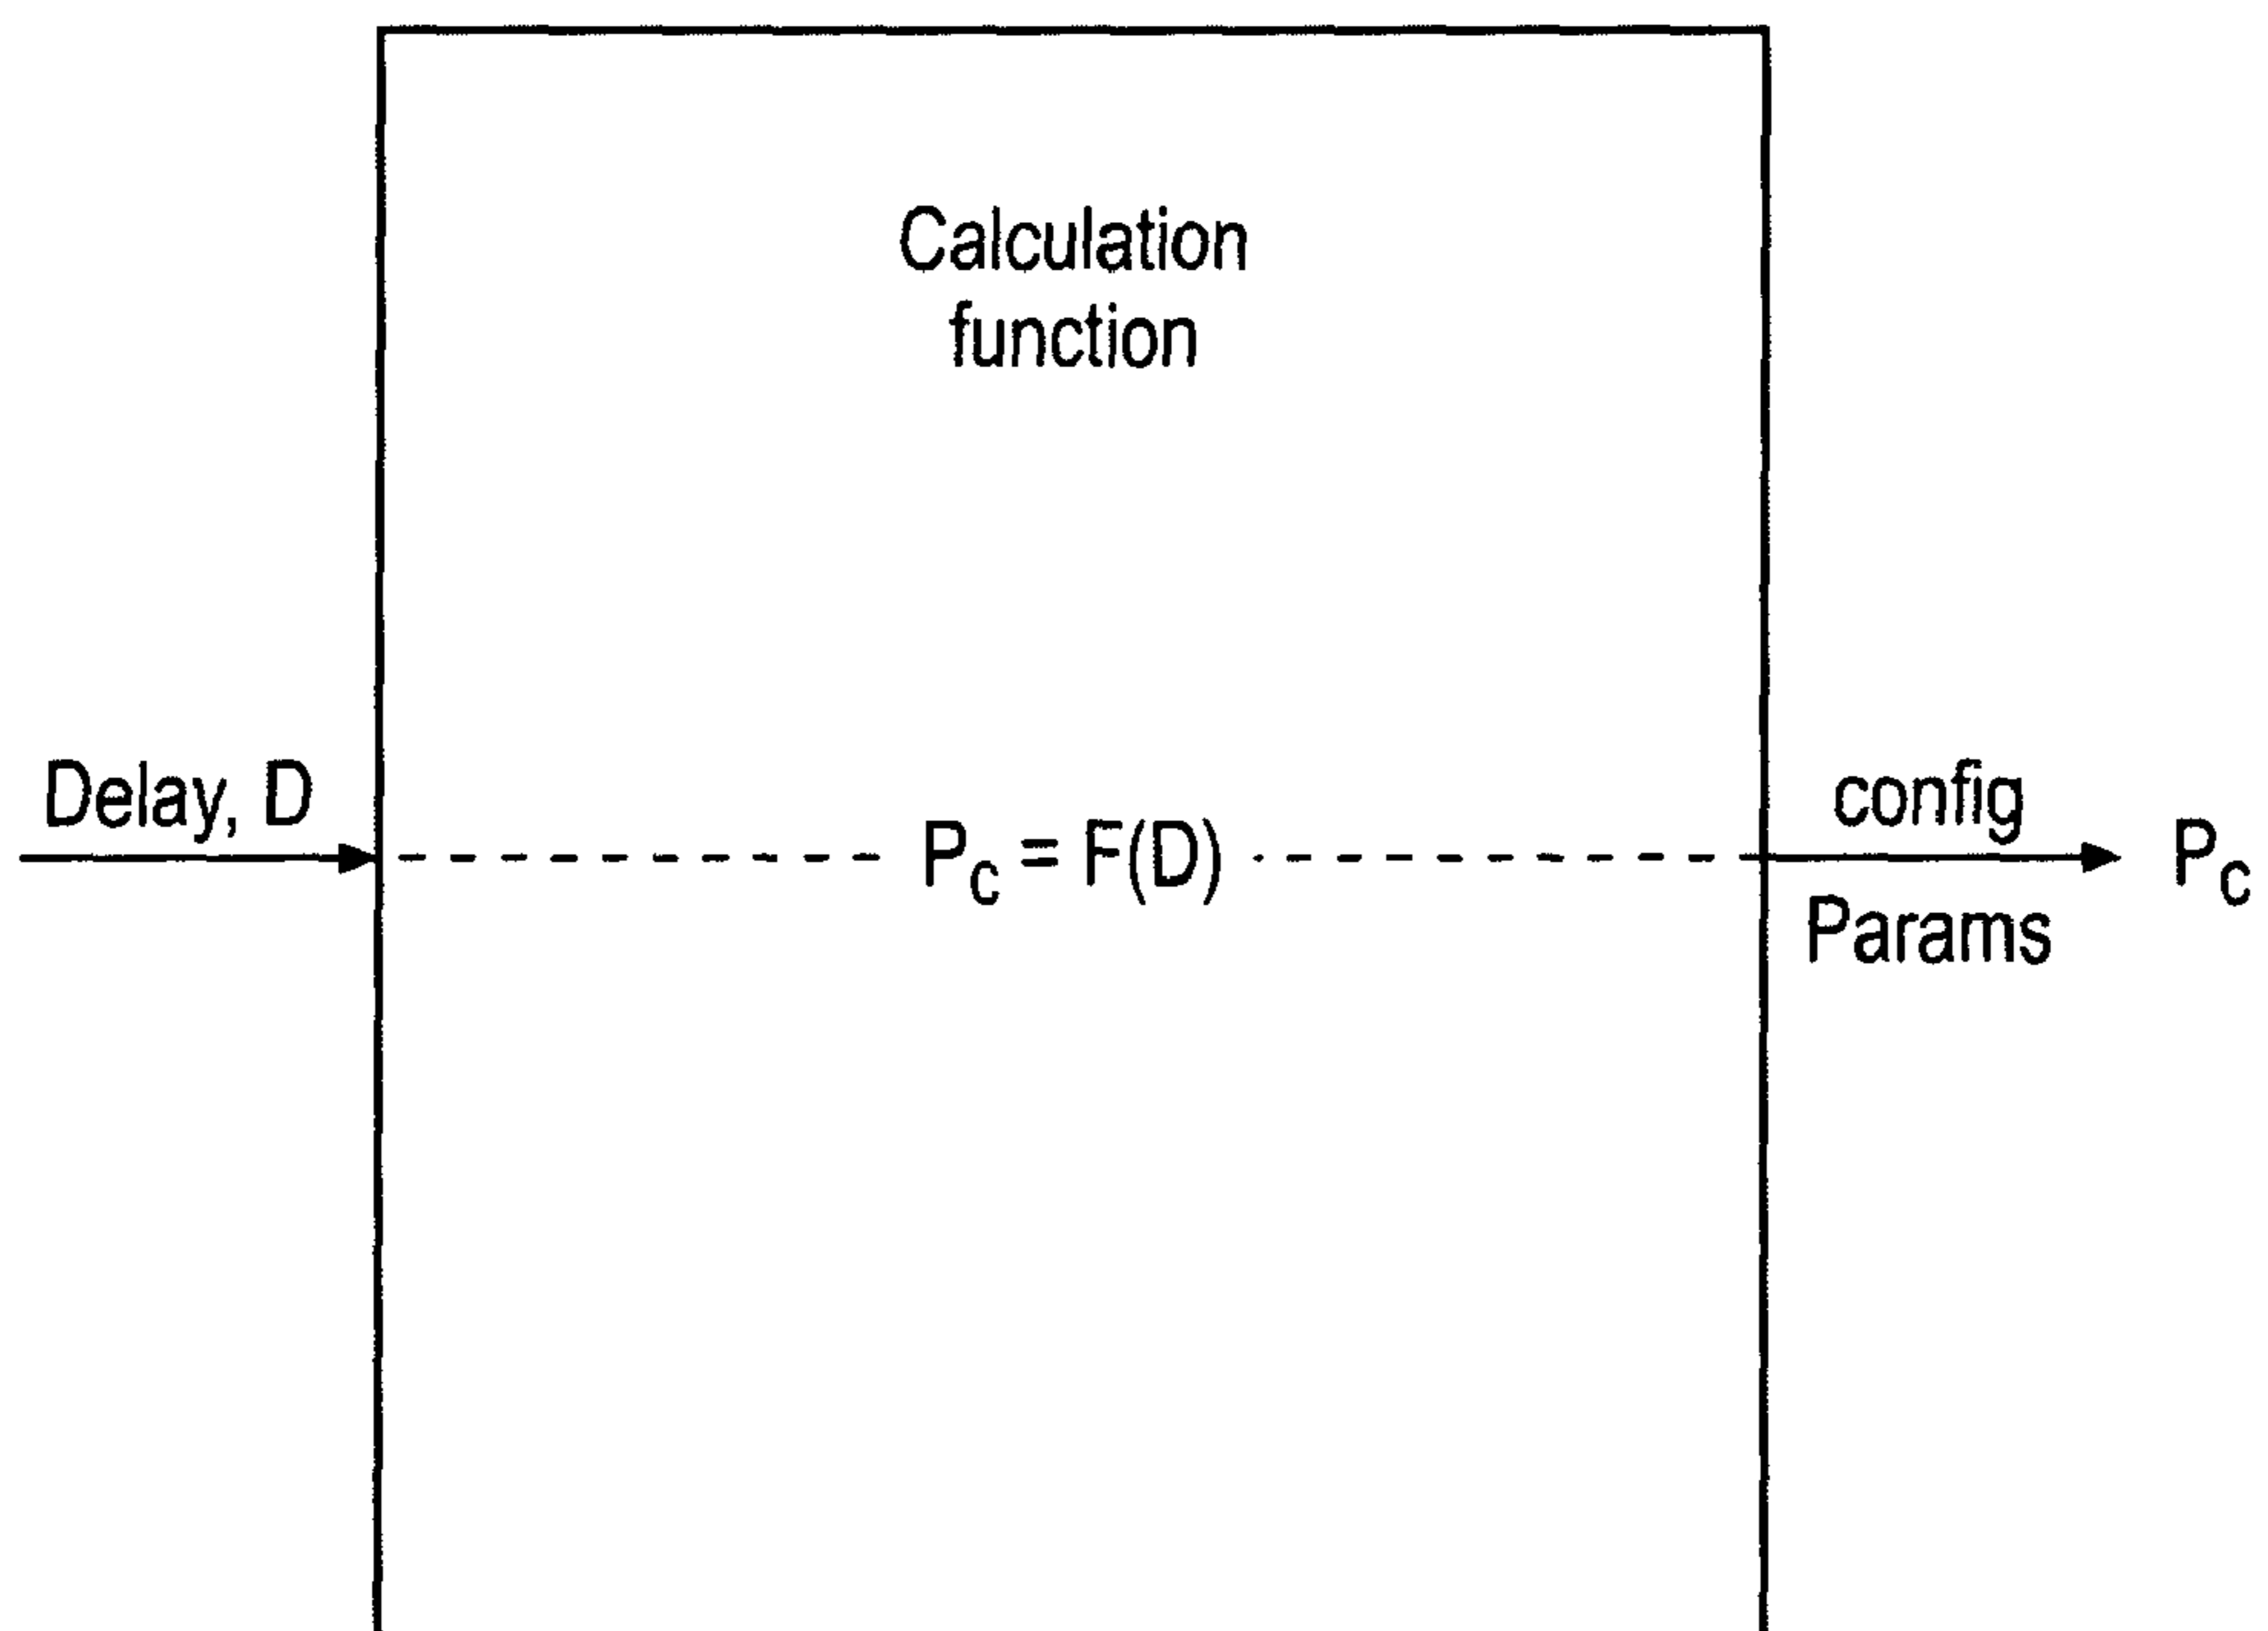 Calculation
function
Delay, D
P_c = F(D)
config
Params
P_c